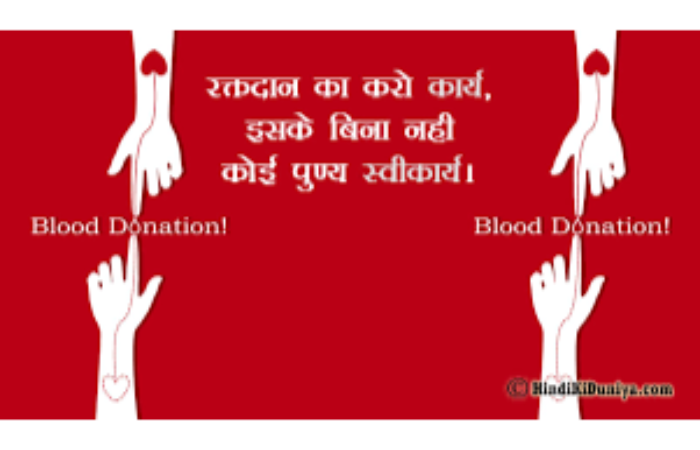 रक्तदान का करो कार्य,
इसके बिना नही
कोई पुण्य स्वीकार्य।
Blood Donation!
Blood Donation!
© HindiKiDuniya.com